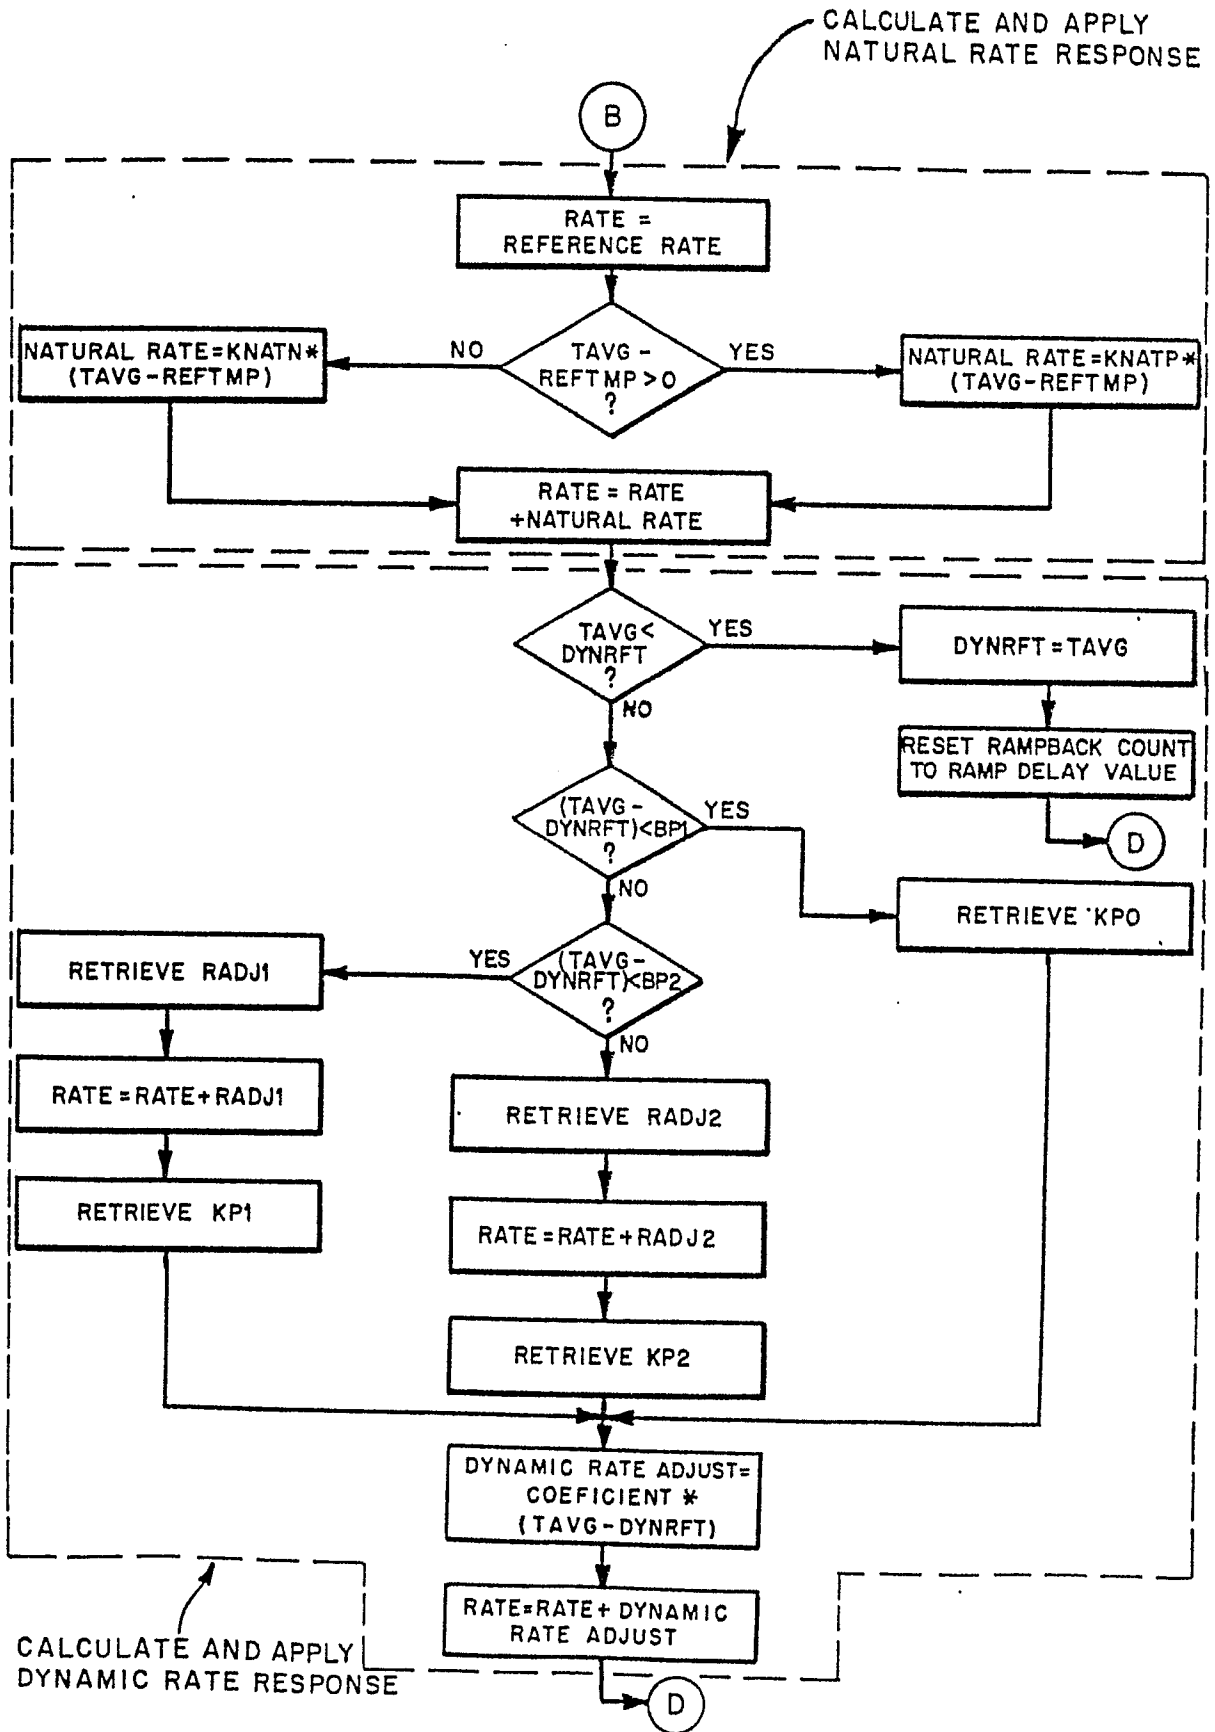 CALCULATE AND APPLY
NATURAL RATE RESPONSE
B
RATE =
REFERENCE RATE
TAVG -
REFTMP > 0
?
NO
YES
NATURAL RATE=KNATN*
(TAVG-REFTMP)
NATURAL RATE=KNATP*
(TAVG-REFTMP)
RATE = RATE
+NATURAL RATE
TAVG<
DYNRFT
?
YES
NO
DYNRFT=TAVG
RESET RAMPBACK COUNT
TO RAMP DELAY VALUE
D
(TAVG-
DYNRFT)<BP1
?
YES
NO
RETRIEVE KP0
(TAVG-
DYNRFT)<BP2
?
YES
NO
RETRIEVE RADJ1
RATE=RATE+RADJ1
RETRIEVE KP1
RETRIEVE RADJ2
RATE=RATE+RADJ2
RETRIEVE KP2
DYNAMIC RATE ADJUST=
COEFICIENT *
(TAVG-DYNRFT)
RATE=RATE+DYNAMIC
RATE ADJUST
D
CALCULATE AND APPLY
DYNAMIC RATE RESPONSE